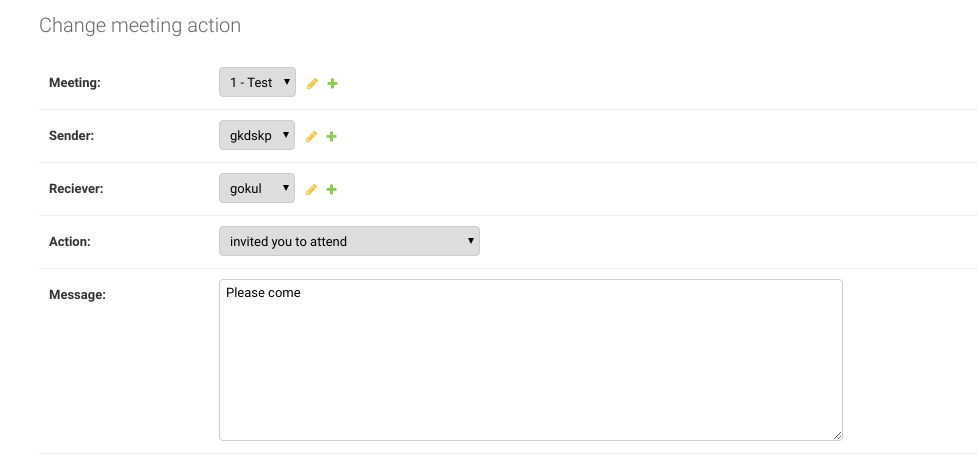 Change meeting action
Meeting: 1 - Test
Sender: gkdskp
Reciever: gokul
Action: invited you to attend
Message: Please come